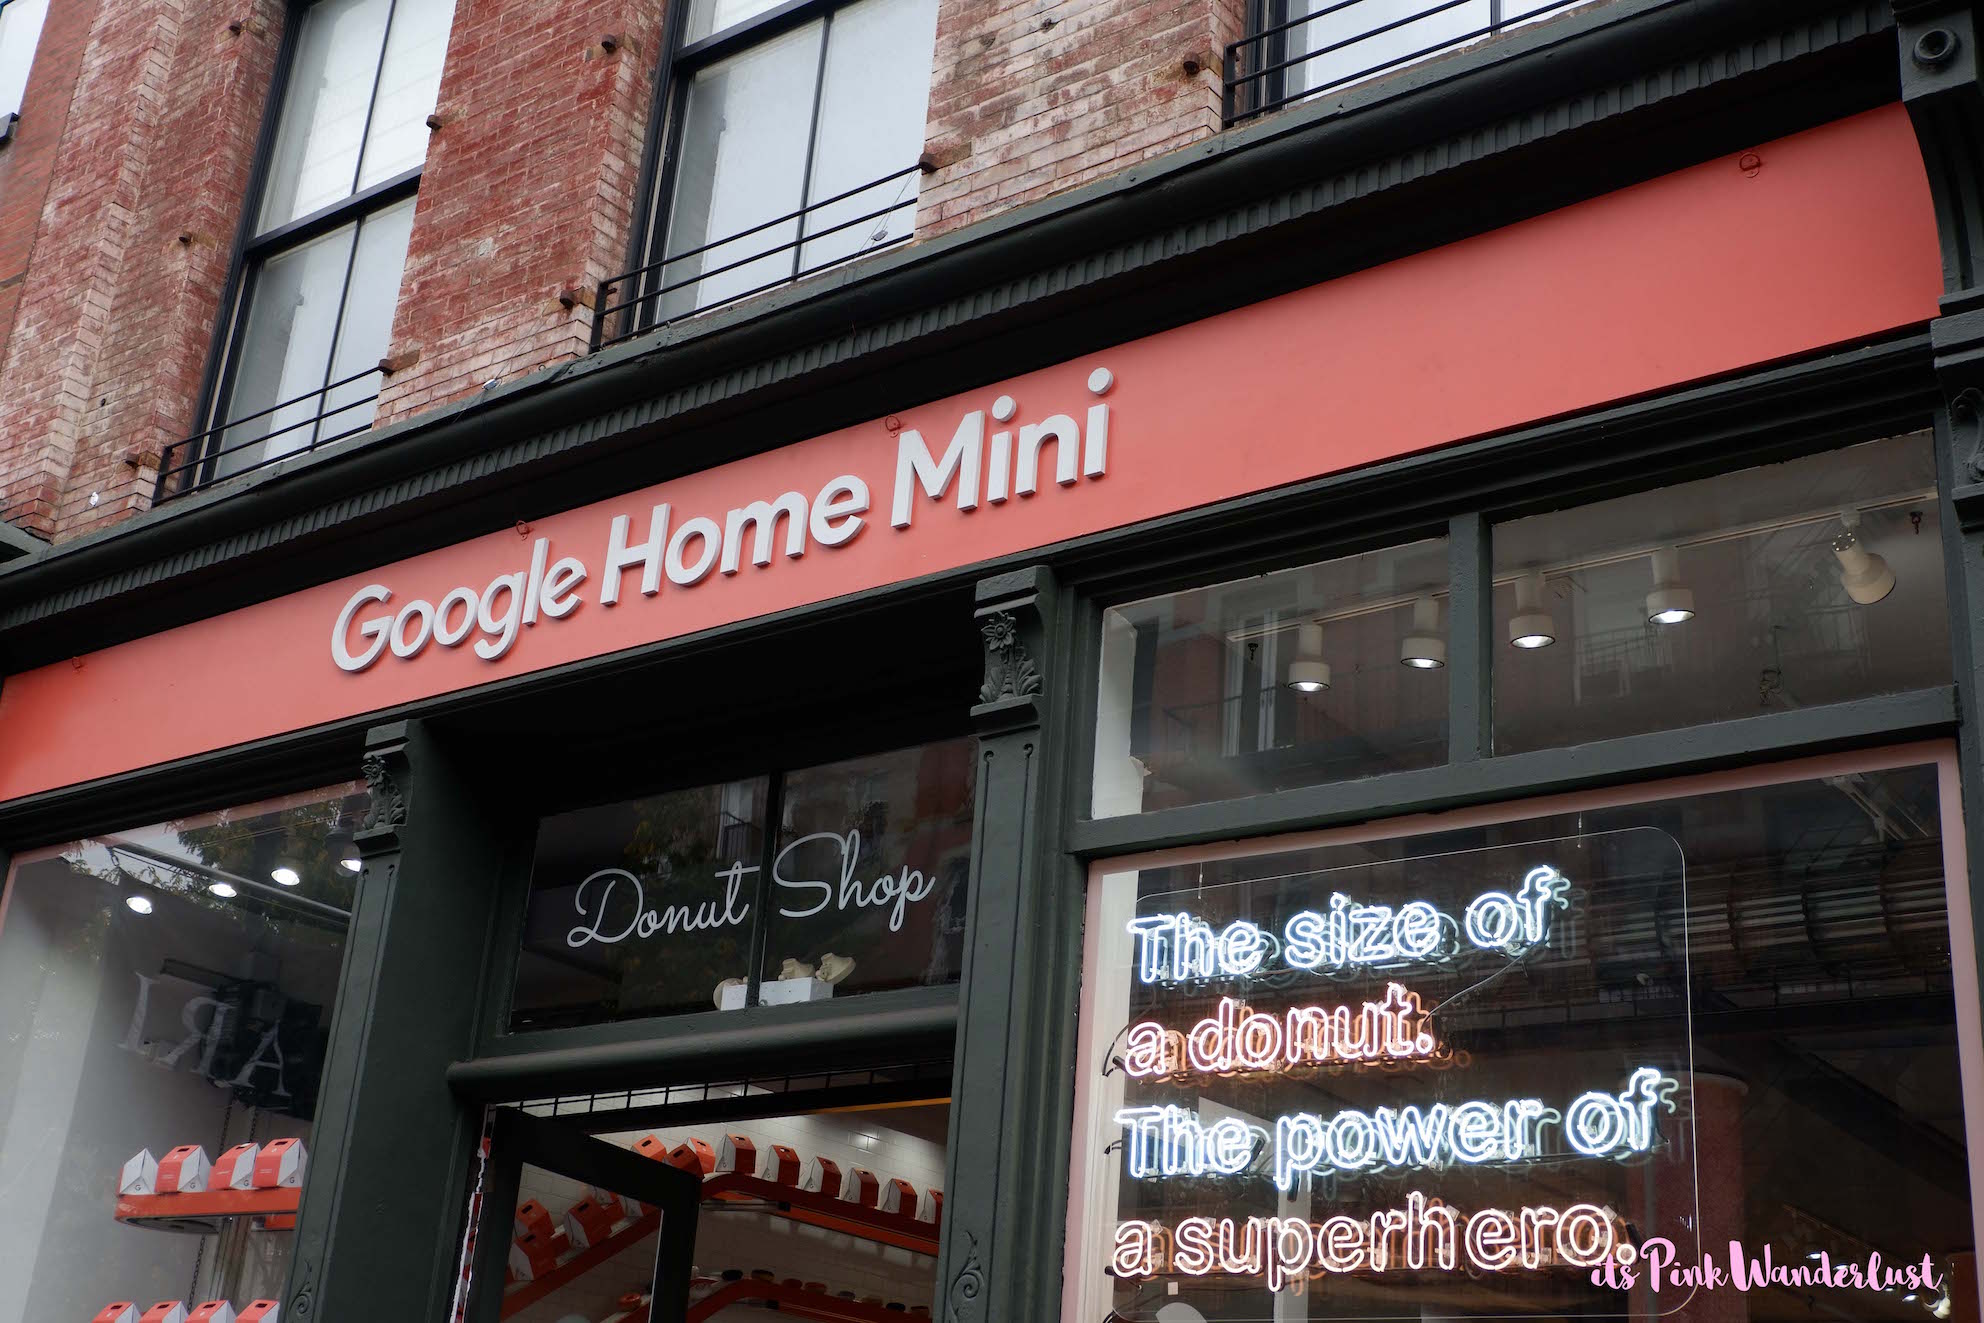 Google Home Mini
Donut Shop
The size of
a donut.
The power of
a superhero.
its Pink Wanderlust